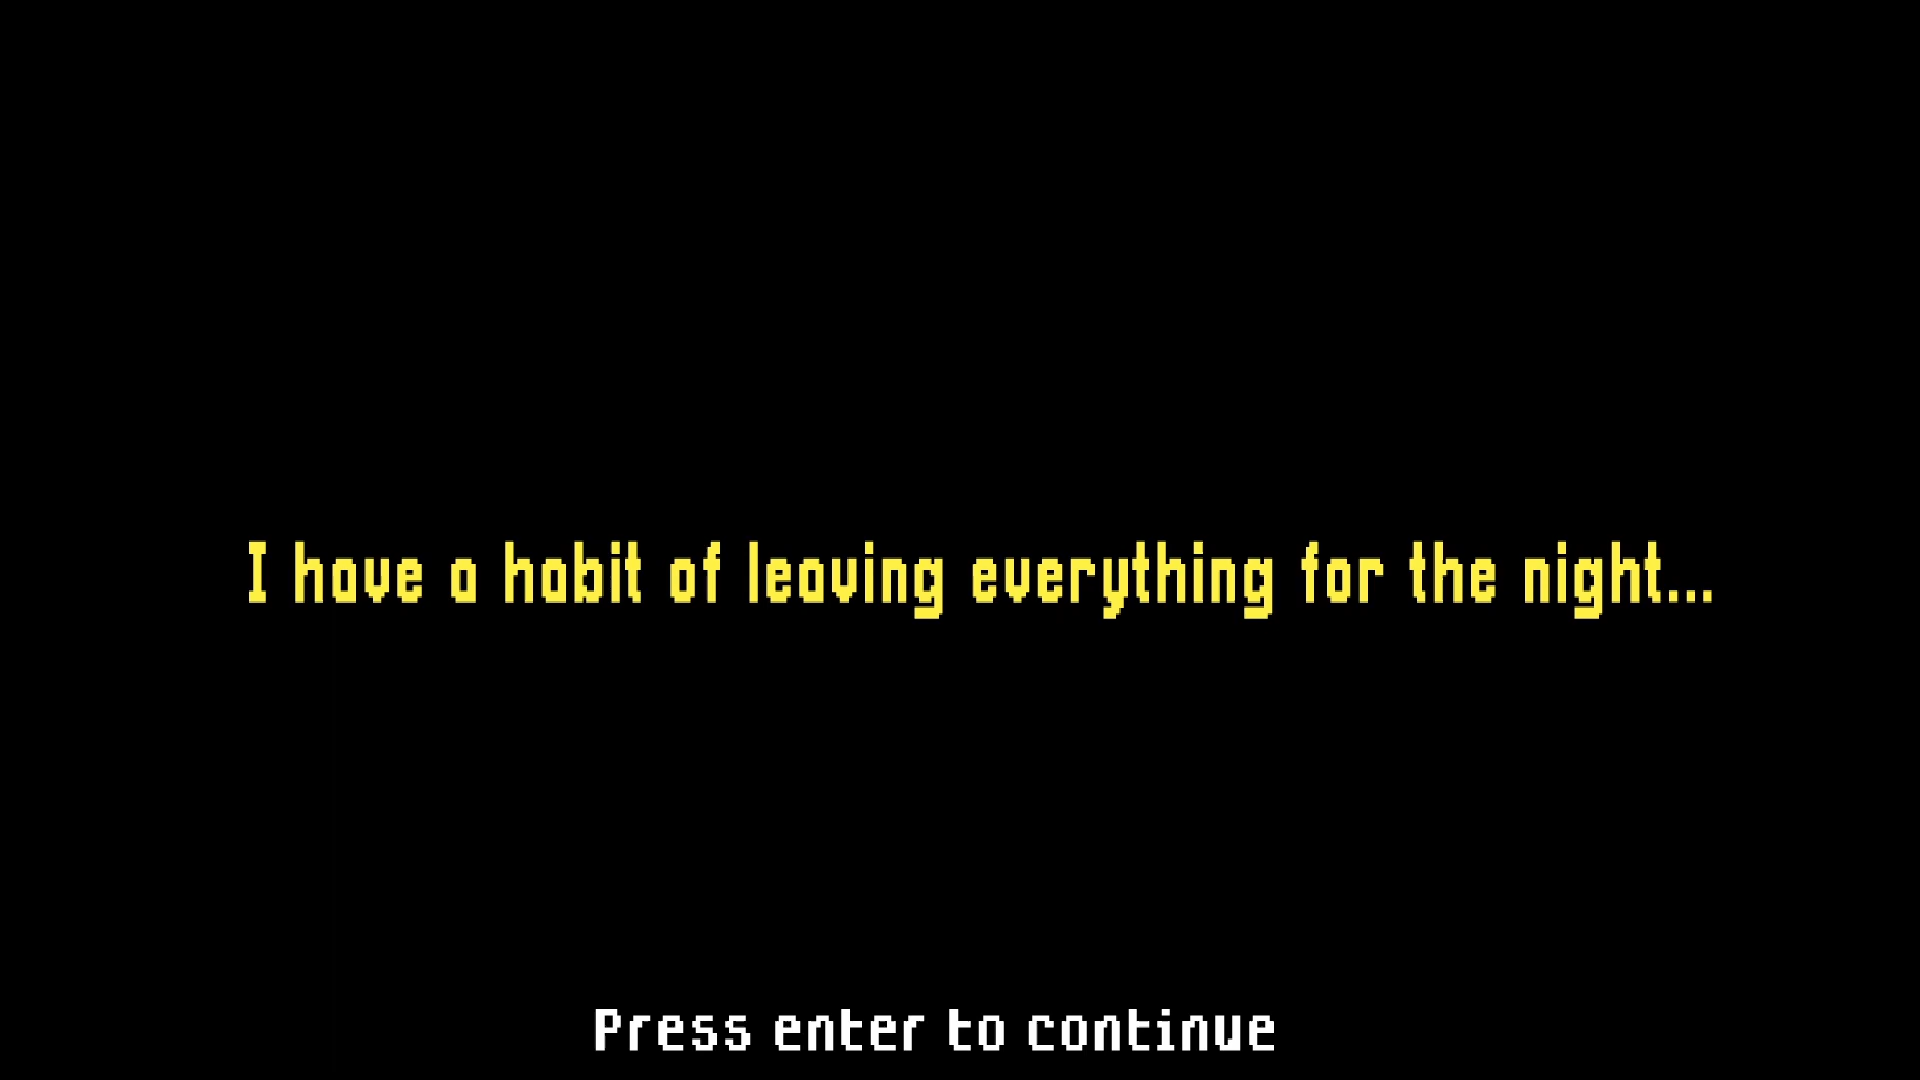 I have a habit of leaving everything for the night...
Press enter to continue